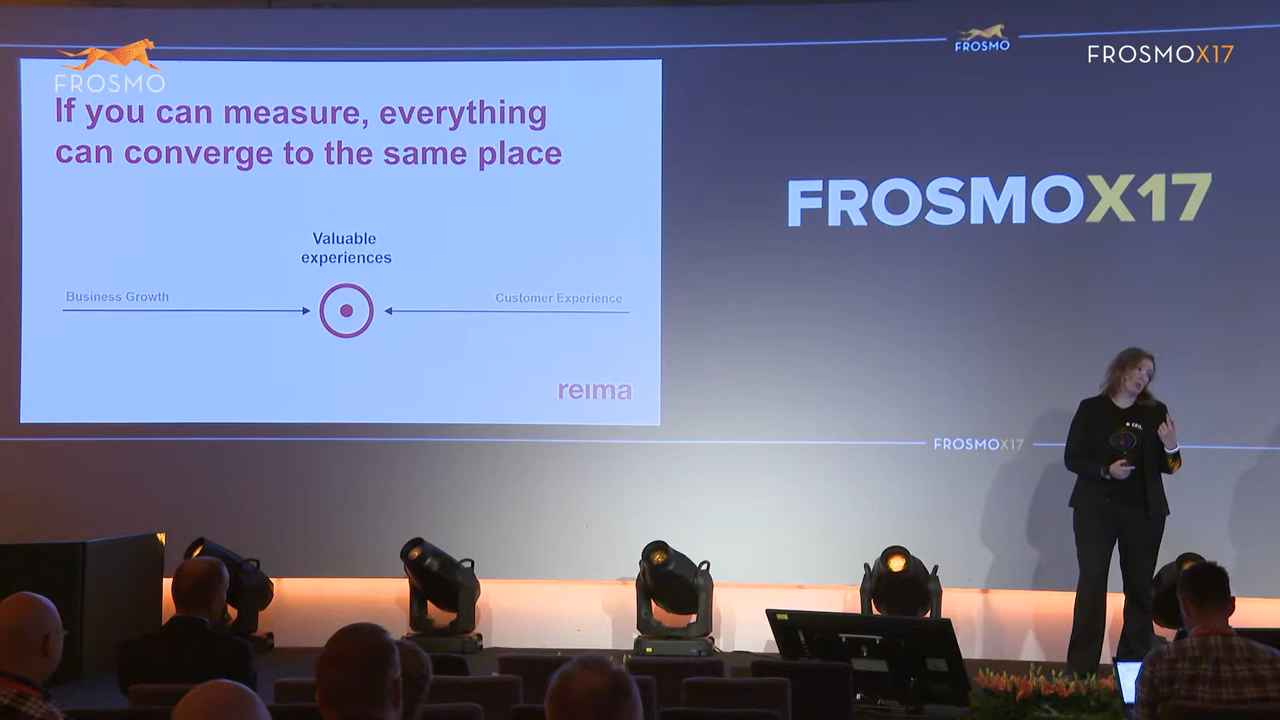 FROSMO
FROSMO
FROSMOX17
If you can measure, everything
can converge to the same place
FROSMOX17
Valuable
experiences
Business Growth
Customer Experience
reima
FROSMOX17